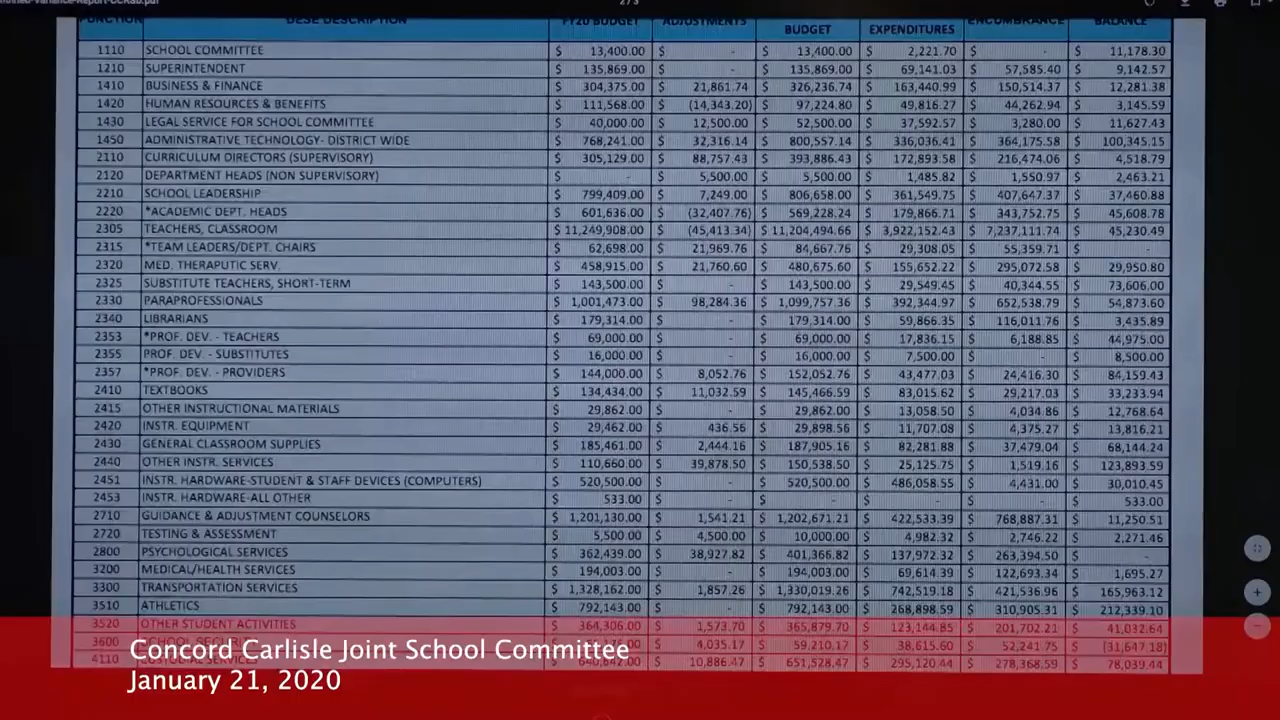 2 / 3
DESE DESCRIPTION FY20 BUDGET ADJUSTMENTS BUDGET EXPENDITURES ENCUMBRANCE BALANCE
1110 SCHOOL COMMITTEE $ 13,400.00 $ - $ 13,400.00 $ 2,221.70 $ - $ 11,178.30
1210 SUPERINTENDENT $ 135,869.00 $ - $ 135,869.00 $ 69,141.03 $ 57,585.40 $ 9,142.57
1410 BUSINESS & FINANCE $ 304,375.00 $ 21,861.74 $ 326,236.74 $ 163,440.99 $ 150,514.37 $ 12,281.38
1420 HUMAN RESOURCES & BENEFITS $ 111,568.00 $ (14,343.20) $ 97,224.80 $ 49,816.27 $ 44,262.94 $ 3,145.59
1430 LEGAL SERVICE FOR SCHOOL COMMITTEE $ 40,000.00 $ 12,500.00 $ 52,500.00 $ 37,592.57 $ 3,280.00 $ 11,627.43
1450 ADMINISTRATIVE TECHNOLOGY- DISTRICT WIDE $ 768,241.00 $ 32,316.14 $ 800,557.14 $ 336,036.41 $ 364,175.58 $ 100,345.15
2110 CURRICULUM DIRECTORS (SUPERVISORY) $ 305,129.00 $ 88,757.43 $ 393,886.43 $ 172,893.58 $ 216,474.06 $ 4,518.79
2120 DEPARTMENT HEADS (NON SUPERVISORY) $ - $ 5,500.00 $ 5,500.00 $ 1,485.82 $ 1,550.97 $ 2,463.21
2210 SCHOOL LEADERSHIP $ 799,409.00 $ 7,249.00 $ 806,658.00 $ 361,549.75 $ 407,647.37 $ 37,460.88
2220 *ACADEMIC DEPT. HEADS $ 601,636.00 $ (32,407.76) $ 569,228.24 $ 179,866.71 $ 343,752.75 $ 45,608.78
2305 TEACHERS, CLASSROOM $ 11,249,908.00 $ (45,413.34) $ 11,204,494.66 $ 3,922,152.43 $ 7,237,111.74 $ 45,230.49
2315 *TEAM LEADERS/DEPT. CHAIRS $ 62,698.00 $ 21,969.76 $ 84,667.76 $ 29,308.05 $ 55,359.71 $ -
2320 MED. THERAPUTIC SERV. $ 458,915.00 $ 21,760.60 $ 480,675.60 $ 155,652.22 $ 295,072.58 $ 29,950.80
2325 SUBSTITUTE TEACHERS, SHORT-TERM $ 143,500.00 $ - $ 143,500.00 $ 29,549.45 $ 40,344.55 $ 73,606.00
2330 PARAPROFESSIONALS $ 1,001,473.00 $ 98,284.36 $ 1,099,757.36 $ 392,344.97 $ 652,538.79 $ 54,873.60
2340 LIBRARIANS $ 179,314.00 $ - $ 179,314.00 $ 59,866.35 $ 116,011.76 $ 3,435.89
2353 *PROF. DEV. - TEACHERS $ 69,000.00 $ - $ 69,000.00 $ 17,836.15 $ 6,188.85 $ 44,975.00
2355 PROF. DEV. - SUBSTITUTES $ 16,000.00 $ - $ 16,000.00 $ 7,500.00 $ - $ 8,500.00
2357 *PROF. DEV. - PROVIDERS $ 144,000.00 $ 8,052.76 $ 152,052.76 $ 43,477.03 $ 24,416.30 $ 84,159.43
2410 TEXTBOOKS $ 134,434.00 $ 11,032.59 $ 145,466.59 $ 83,015.62 $ 29,217.03 $ 33,233.94
2415 OTHER INSTRUCTIONAL MATERIALS $ 29,862.00 $ - $ 29,862.00 $ 13,058.50 $ 4,034.86 $ 12,768.64
2420 INSTR. EQUIPMENT $ 29,462.00 $ 436.56 $ 29,898.56 $ 11,707.08 $ 4,375.27 $ 13,816.21
2430 GENERAL CLASSROOM SUPPLIES $ 185,461.00 $ 2,444.16 $ 187,905.16 $ 82,281.88 $ 37,479.04 $ 68,144.24
2440 OTHER INSTR. SERVICES $ 110,660.00 $ 39,878.50 $ 150,538.50 $ 25,125.75 $ 1,519.16 $ 123,893.59
2451 INSTR. HARDWARE-STUDENT & STAFF DEVICES (COMPUTERS) $ 520,500.00 $ - $ 520,500.00 $ 486,058.55 $ 4,431.00 $ 30,010.45
2453 INSTR. HARDWARE-ALL OTHER $ 533.00 $ - $ - $ - $ - $ 533.00
2710 GUIDANCE & ADJUSTMENT COUNSELORS $ 1,201,130.00 $ 1,541.21 $ 1,202,671.21 $ 422,533.39 $ 768,887.31 $ 11,250.51
2720 TESTING & ASSESSMENT $ 5,500.00 $ 4,500.00 $ 10,000.00 $ 4,982.32 $ 2,746.22 $ 2,271.46
2800 PSYCHOLOGICAL SERVICES $ 362,439.00 $ 38,927.82 $ 401,366.82 $ 137,972.32 $ 263,394.50 $ -
3200 MEDICAL/HEALTH SERVICES $ 194,003.00 $ - $ 194,003.00 $ 69,614.39 $ 122,693.34 $ 1,695.27
3300 TRANSPORTATION SERVICES $ 1,328,162.00 $ 1,857.26 $ 1,330,019.26 $ 742,519.18 $ 421,536.96 $ 165,963.12
3510 ATHLETICS $ 792,143.00 $ - $ 792,143.00 $ 268,898.59 $ 310,905.31 $ 212,339.10
3520 OTHER STUDENT ACTIVITIES $ 364,306.00 $ 1,573.70 $ 365,879.70 $ 123,144.85 $ 201,702.21 $ 41,032.64
3600 $ 4,035.17 $ 59,210.17 $ 38,615.60 $ 52,241.75 $ (31,647.18)
4110 $ 10,886.47 $ 651,528.47 $ 295,120.44 $ 278,368.59 $ 78,039.44
Concord Carlisle Joint School Committee
January 21, 2020